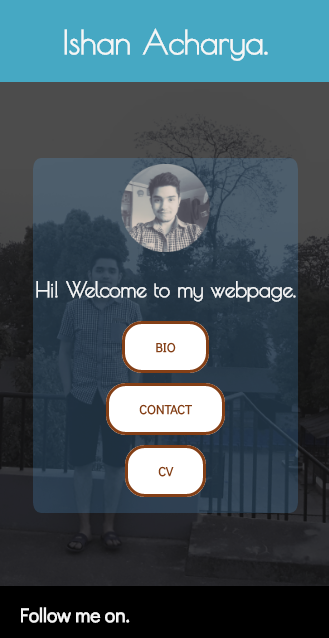 Ishan Acharya.
Hi! Welcome to my webpage.
BIO
CONTACT
CV
Follow me on.